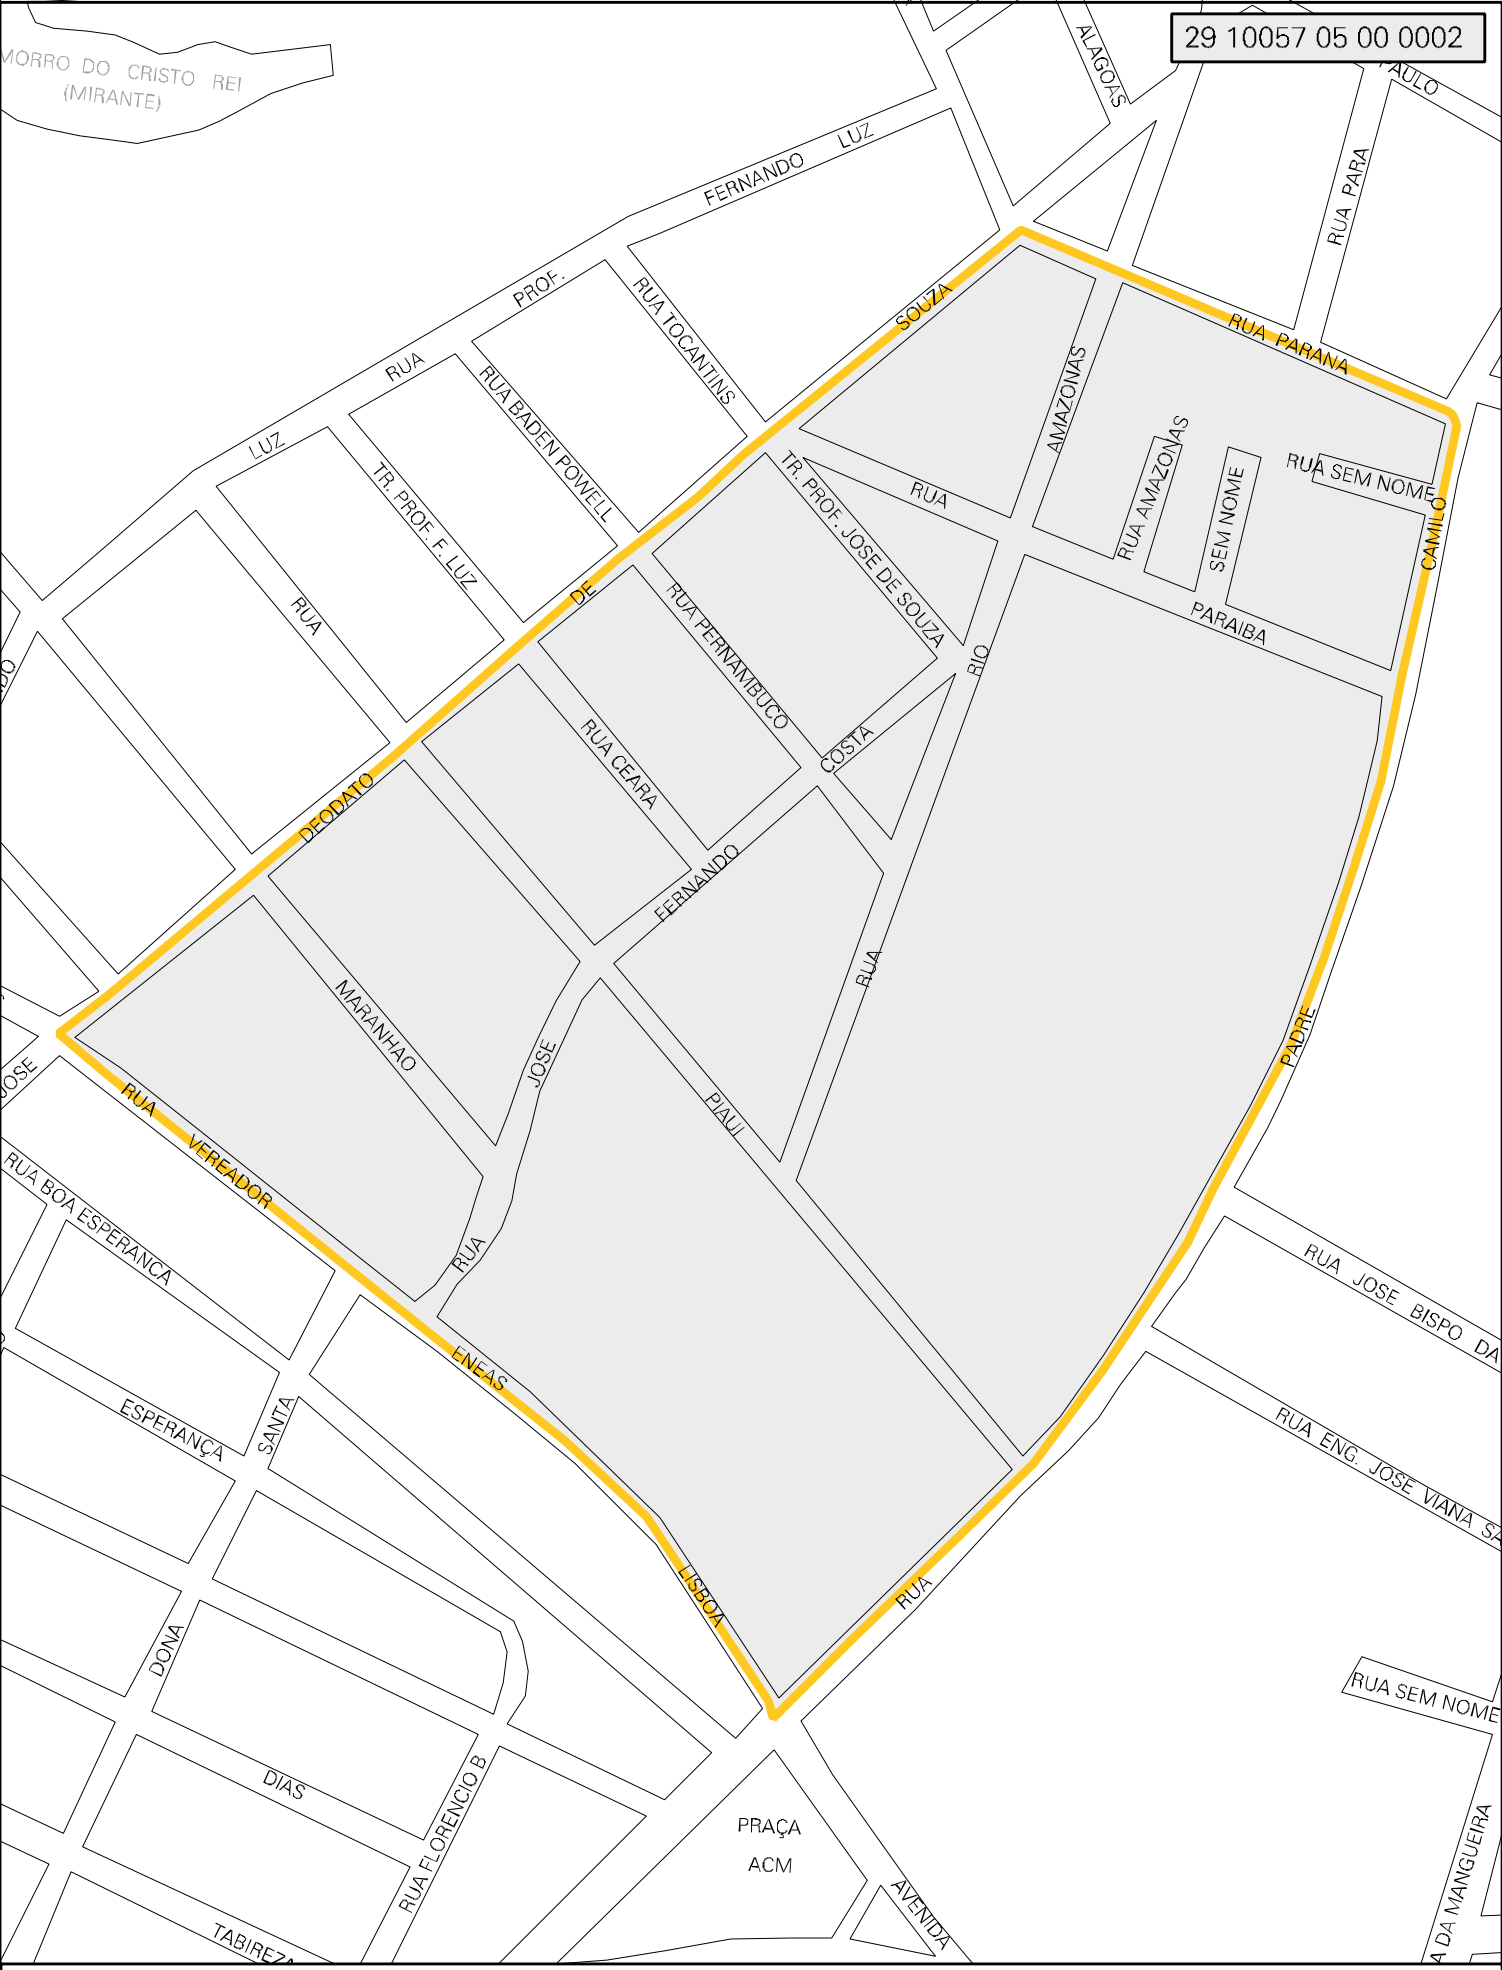 29 10057 05 00 0002
MORRO DO CRISTO REI
(MIRANTE)
ALAGOAS
PAULO
RUA PARA
FERNANDO LUZ
PROF.
RUA
LUZ
RUA TOCANTINS
RUA BADEN POWELL
TR. PROF. F. LUZ
RUA
SOUZA
DE
DEODATO
RUA PARANA
AMAZONAS
RUA AMAZONAS
SEM NOME
RUA SEM NOME
CAMILO
RUA
PARAIBA
TR. PROF. JOSE DE SOUZA
RIO
RUA PERNAMBUCO
COSTA
RUA CEARA
FERNANDO
RUA
MARANHAO
JOSE
PIAUI
PADRE
JOSE
RUA
VEREADOR
RUA
RUA BOA ESPERANCA
ENEAS
RUA JOSE BISPO DA
ESPERANÇA
SANTA
RUA ENG. JOSE VIANA SA
LISBOA
RUA
DONA
RUA SEM NOME
DIAS
RUA FLORENCIO B
PRAÇA
ACM
AVENIDA
A DA MANGUEIRA
TABIREZA